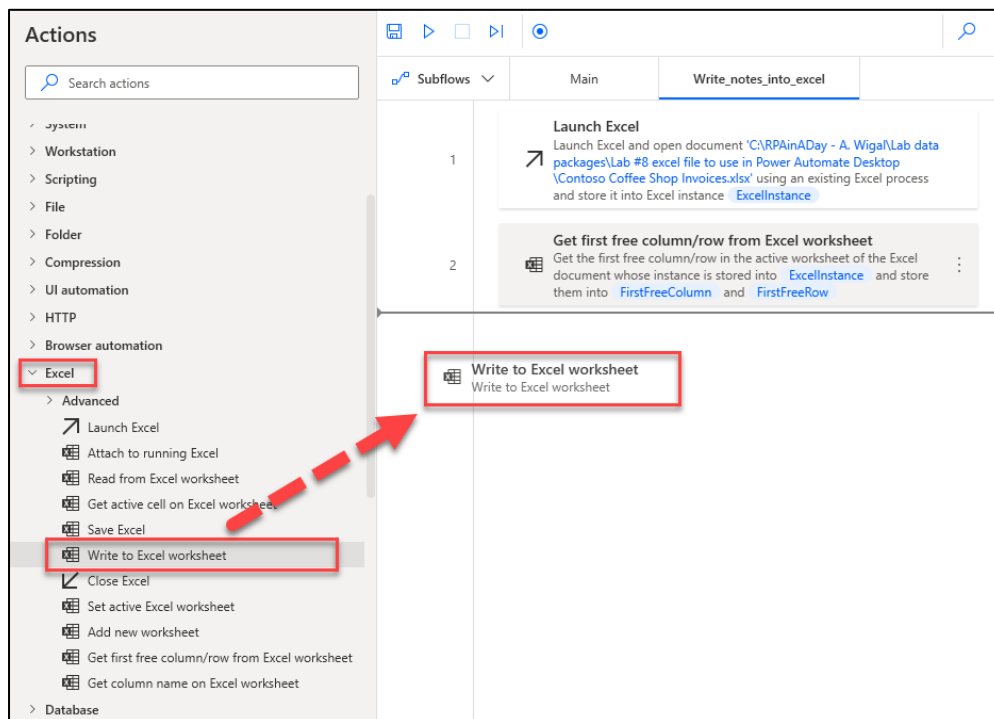 Actions
Search actions
System
Workstation
Scripting
File
Folder
Compression
UI automation
HTTP
Browser automation
Excel
Advanced
Launch Excel
Attach to running Excel
Read from Excel worksheet
Get active cell on Excel worksheet
Save Excel
Write to Excel worksheet
Close Excel
Set active Excel worksheet
Add new worksheet
Get first free column/row from Excel worksheet
Get column name on Excel worksheet
Database
Subflows
Main
Write_notes_into_excel
1
Launch Excel
Launch Excel and open document 'C:\RPAinADay - A. Wigal\Lab data
packages\Lab #8 excel file to use in Power Automate Desktop
\Contoso Coffee Shop Invoices.xlsx' using an existing Excel process
and store it into Excel instance ExcelInstance
2
Get first free column/row from Excel worksheet
Get the first free column/row in the active worksheet of the Excel
document whose instance is stored into ExcelInstance and store
them into FirstFreeColumn and FirstFreeRow
Write to Excel worksheet
Write to Excel worksheet